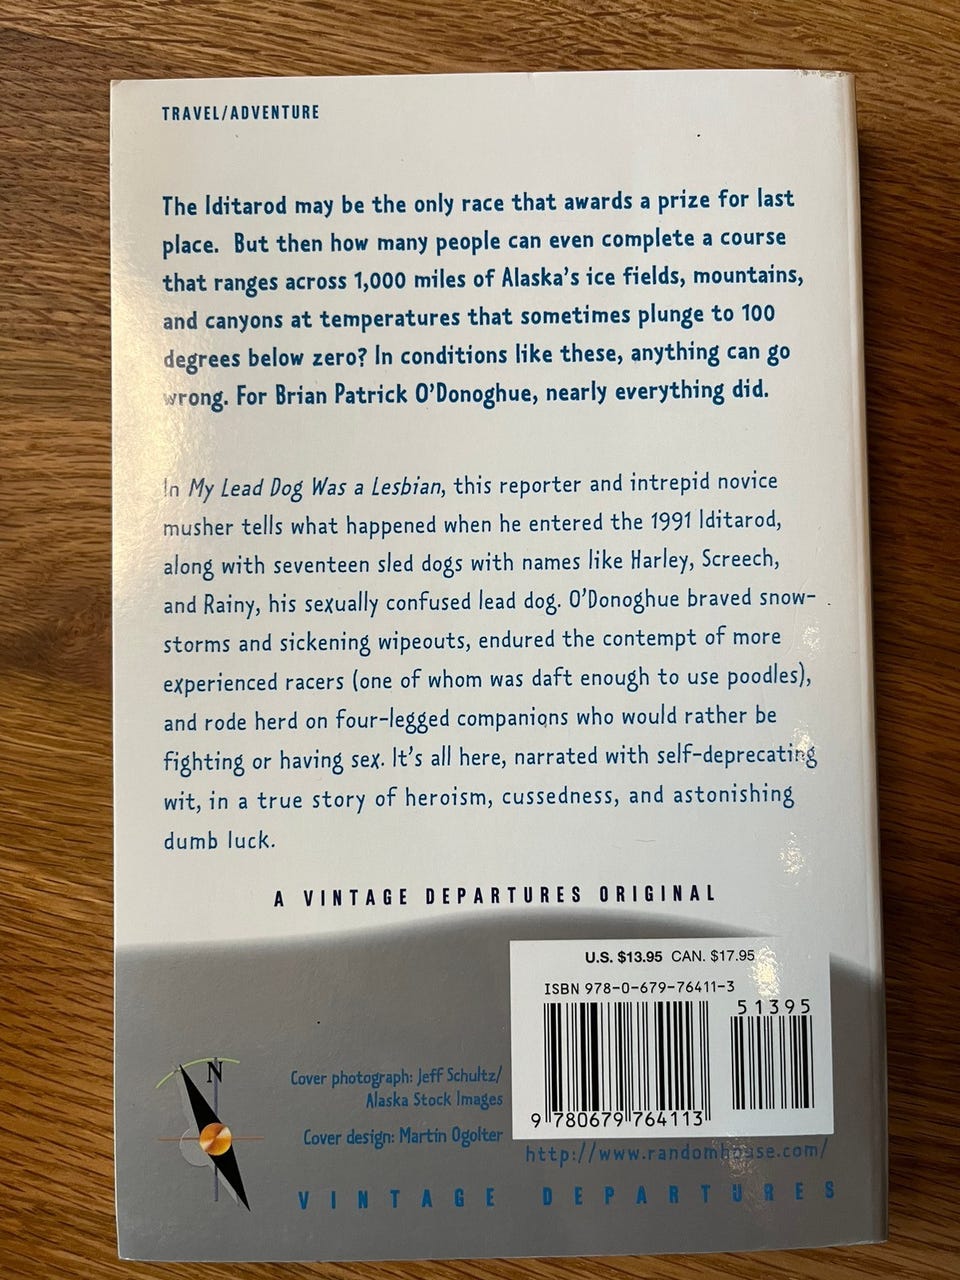 TRAVEL/ADVENTURE
The Iditarod may be the only race that awards a prize for last
place.  But then how many people can even complete a course
that ranges across 1,000 miles of Alaska's ice fields, mountains,
and canyons at temperatures that sometimes plunge to 100
degrees below zero? In conditions like these, anything can go
wrong. For Brian Patrick O'Donoghue, nearly everything did.
In My Lead Dog Was a Lesbian, this reporter and intrepid novice
musher tells what happened when he entered the 1991 Iditarod,
along with seventeen sled dogs with names like Harley, Screech,
and Rainy, his sexually confused lead dog. O'Donoghue braved snow-
storms and sickening wipeouts, endured the contempt of more
experienced racers (one of whom was daft enough to use poodles),
and rode herd on four-legged companions who would rather be
fighting or having sex. It's all here, narrated with self-deprecating
wit, in a true story of heroism, cussedness, and astonishing
dumb luck.
A VINTAGE DEPARTURES ORIGINAL
U.S. $13.95 CAN. $17.95
ISBN 978-0-679-76411-3
51395
9 780679 764113
N
Cover photograph: Jeff Schultz/
Alaska Stock Images
Cover design: Martin Ogolter
http://www.randomhouse.com/
VINTAGE DEPARTURES